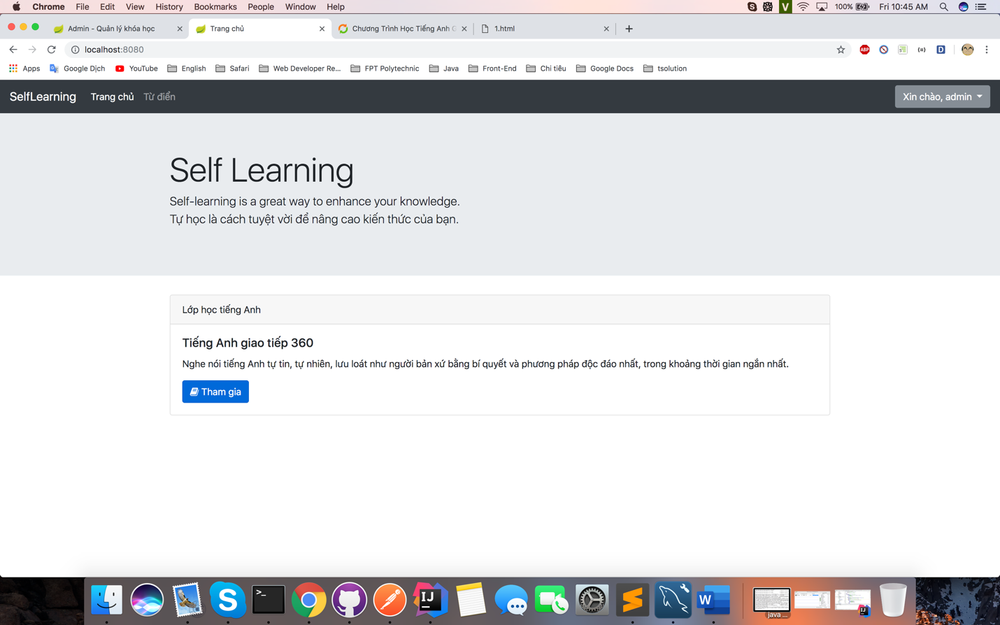 Chrome File Edit View History Bookmarks People Window Help V 100% Fri 10:45 AM
Admin - Quản lý khóa học Trang chủ Chương Trình Học Tiếng Anh G 1.html
localhost:8080 ABP D
Apps Google Dịch YouTube English Safari Web Developer Re... FPT Polytechnic Java Front-End Chi tiêu Google Docs tsolution
SelfLearning Trang chủ Từ điển Xin chào, admin
Self Learning
Self-learning is a great way to enhance your knowledge.
Tự học là cách tuyệt vời để nâng cao kiến thức của bạn.
Lớp học tiếng Anh
Tiếng Anh giao tiếp 360
Nghe nói tiếng Anh tự tin, tự nhiên, lưu loát như người bản xứ bằng bí quyết và phương pháp độc đáo nhất, trong khoảng thời gian ngắn nhất.
Tham gia
S >_ IJ W
java ...